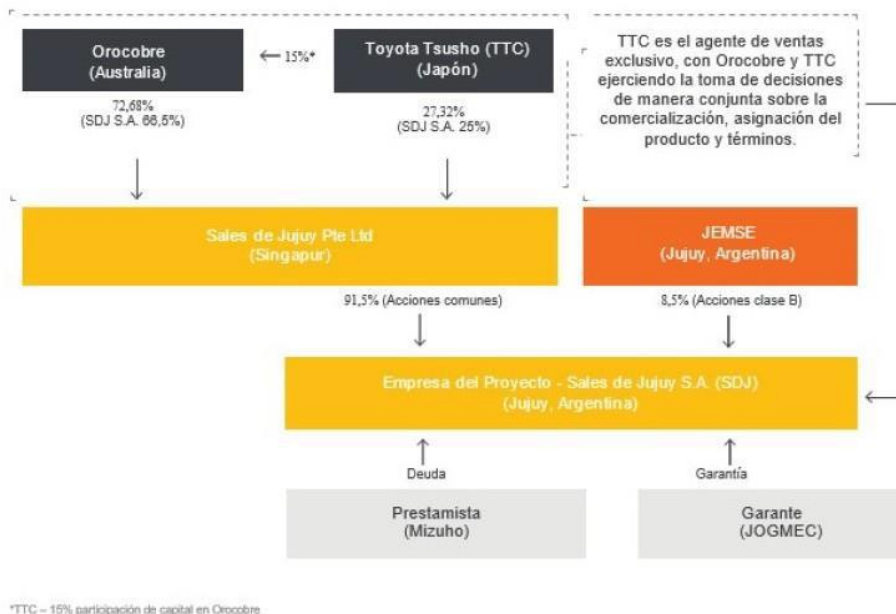 Orocobre
(Australia)
15%*
Toyota Tsusho (TTC)
(Japón)
TTC es el agente de ventas
exclusivo, con Orocobre y TTC
ejerciendo la toma de decisiones
de manera conjunta sobre la
comercialización, asignación del
producto y términos.
72,68%
(SDJ S.A. 66,5%)
27,32%
(SDJ S.A. 25%)
Sales de Jujuy Pte Ltd
(Singapur)
JEMSE
(Jujuy, Argentina)
91,5% (Acciones comunes)
8,5% (Acciones clase B)
Empresa del Proyecto - Sales de Jujuy S.A. (SDJ)
(Jujuy, Argentina)
Deuda
Garantía
Prestamista
(Mizuho)
Garante
(JOGMEC)
*TTC – 15% participación de capital en Orocobre